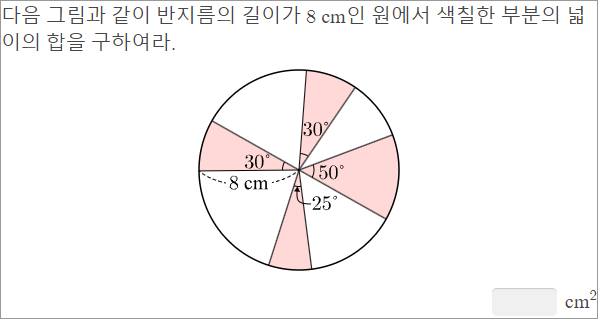 다음 그림과 같이 반지름의 길이가 8 cm인 원에서 색칠한 부분의 넓
이의 합을 구하여라.
30°
30°
50°
8 cm
25°
cm²